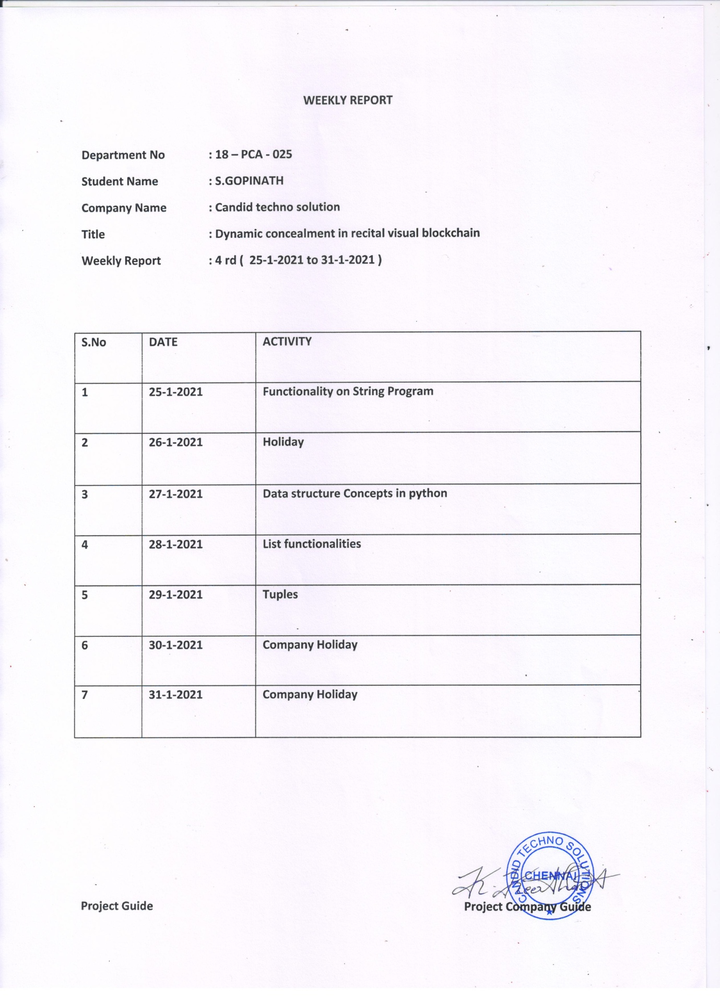 WEEKLY REPORT
Department No : 18 – PCA - 025
Student Name : S.GOPINATH
Company Name : Candid techno solution
Title : Dynamic concealment in recital visual blockchain
Weekly Report : 4 rd ( 25-1-2021 to 31-1-2021 )
S.No DATE ACTIVITY
1 25-1-2021 Functionality on String Program
2 26-1-2021 Holiday
3 27-1-2021 Data structure Concepts in python
4 28-1-2021 List functionalities
5 29-1-2021 Tuples
6 30-1-2021 Company Holiday
7 31-1-2021 Company Holiday
CANDID TECHNO SOLUTIONS
CHENNAI
Project Guide Project Company Guide